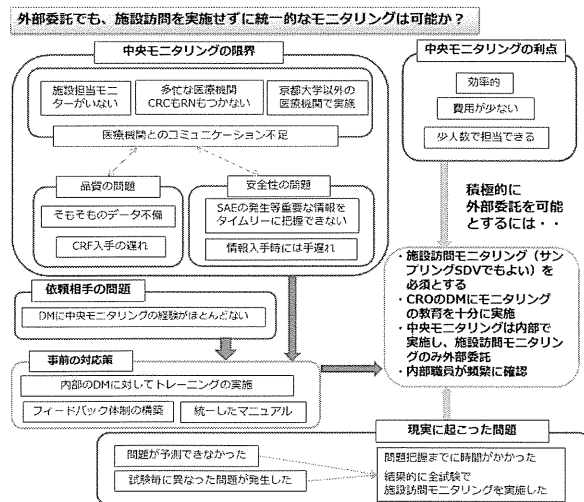 外部委託でも、施設訪問を実施せずに統一的なモニタリングは可能か？
中央モニタリングの限界
施設担当モニ
ターがいない
多忙な医療機関
CRCもRNもつかない
京都大学以外の
医療機関で実施
医療機関とのコミュニケーション不足
品質の問題
そもそものデータ不備
CRF入手の遅れ
安全性の問題
SAEの発生等重要な情報を
タイムリーに把握できない
情報入手時には手遅れ
中央モニタリングの利点
効率的
費用が少ない
少人数で担当できる
積極的に
外部委託を可能
とするには・・
・施設訪問モニタリング（サン
プリングSDVでもよい）を
必須とする
・CROのDMにモニタリング
の教育を十分に実施
・中央モニタリングは内部で
実施し、施設訪問モニタリン
グのみ外部委託
・内部職員が頻繁に確認
依頼相手の問題
DMに中央モニタリングの経験がほとんどない
事前の対応策
内部のDMに対してトレーニングの実施
フィードバック体制の構築
統一したマニュアル
現実に起こった問題
問題が予測できなかった
試験毎に異なった問題が発生した
問題把握までに時間がかかった
結果的に全試験で
施設訪問モニタリングを実施した